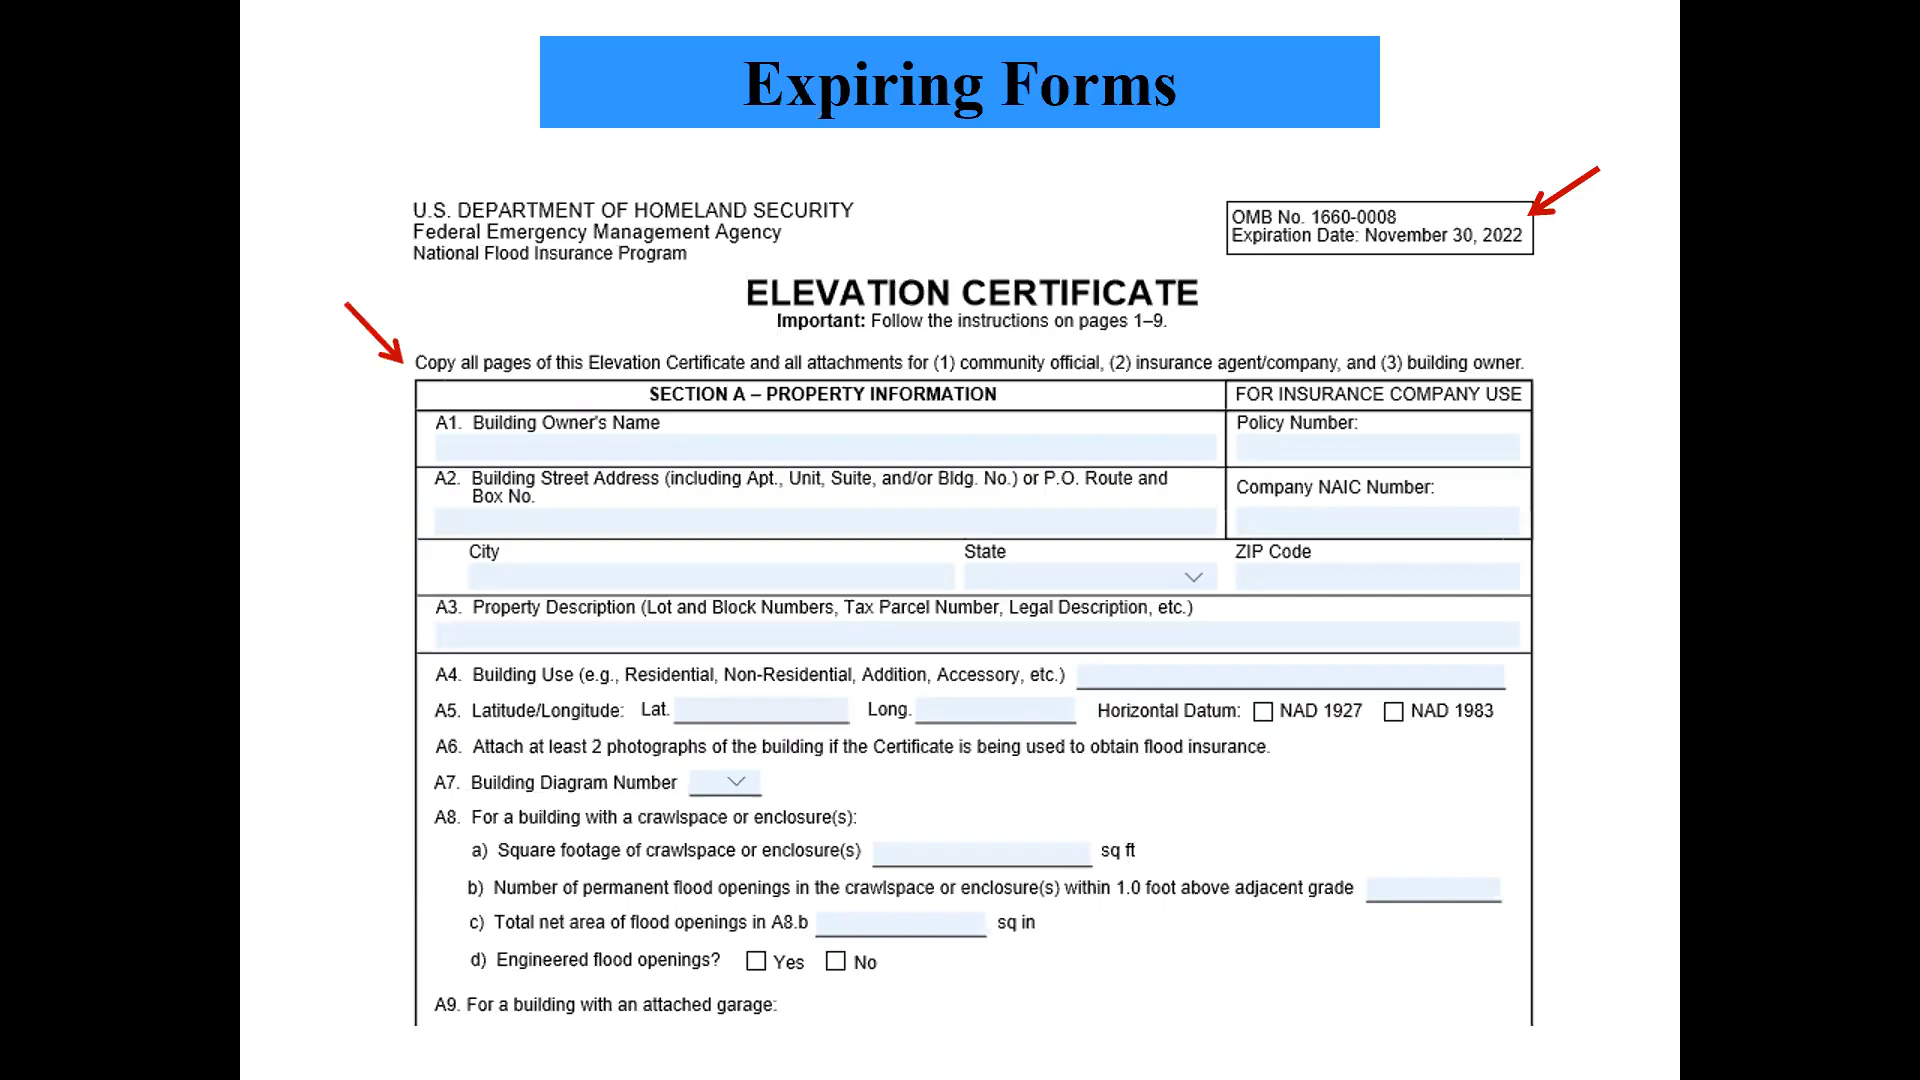 Expiring Forms
U.S. DEPARTMENT OF HOMELAND SECURITY
Federal Emergency Management Agency
National Flood Insurance Program
OMB No. 1660-0008
Expiration Date: November 30, 2022
ELEVATION CERTIFICATE
Important: Follow the instructions on pages 1–9.
Copy all pages of this Elevation Certificate and all attachments for (1) community official, (2) insurance agent/company, and (3) building owner.
SECTION A – PROPERTY INFORMATION
FOR INSURANCE COMPANY USE
A1. Building Owner's Name
Policy Number:
A2. Building Street Address (including Apt., Unit, Suite, and/or Bldg. No.) or P.O. Route and
Box No.
Company NAIC Number:
City State ZIP Code
A3. Property Description (Lot and Block Numbers, Tax Parcel Number, Legal Description, etc.)
A4. Building Use (e.g., Residential, Non-Residential, Addition, Accessory, etc.)
A5. Latitude/Longitude: Lat. Long. Horizontal Datum: NAD 1927 NAD 1983
A6. Attach at least 2 photographs of the building if the Certificate is being used to obtain flood insurance.
A7. Building Diagram Number
A8. For a building with a crawlspace or enclosure(s):
a) Square footage of crawlspace or enclosure(s) sq ft
b) Number of permanent flood openings in the crawlspace or enclosure(s) within 1.0 foot above adjacent grade
c) Total net area of flood openings in A8.b sq in
d) Engineered flood openings? Yes No
A9. For a building with an attached garage: